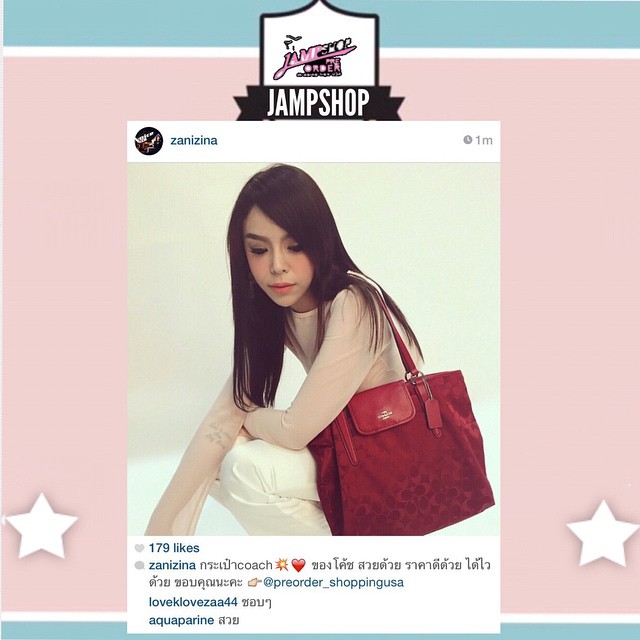 JAMPSHOP
PRE
ORDER
JAMPSHOP
zanizina
1m
COACH
179 likes
zanizina กระเป๋าcoach💥❤️ ของโค้ช สวยด้วย ราคาดีด้วย ได้ไว
ด้วย ขอบคุณนะคะ 👉@preorder_shoppingusa
loveklovezaa44 ชอบๆ
aquaparine สวย